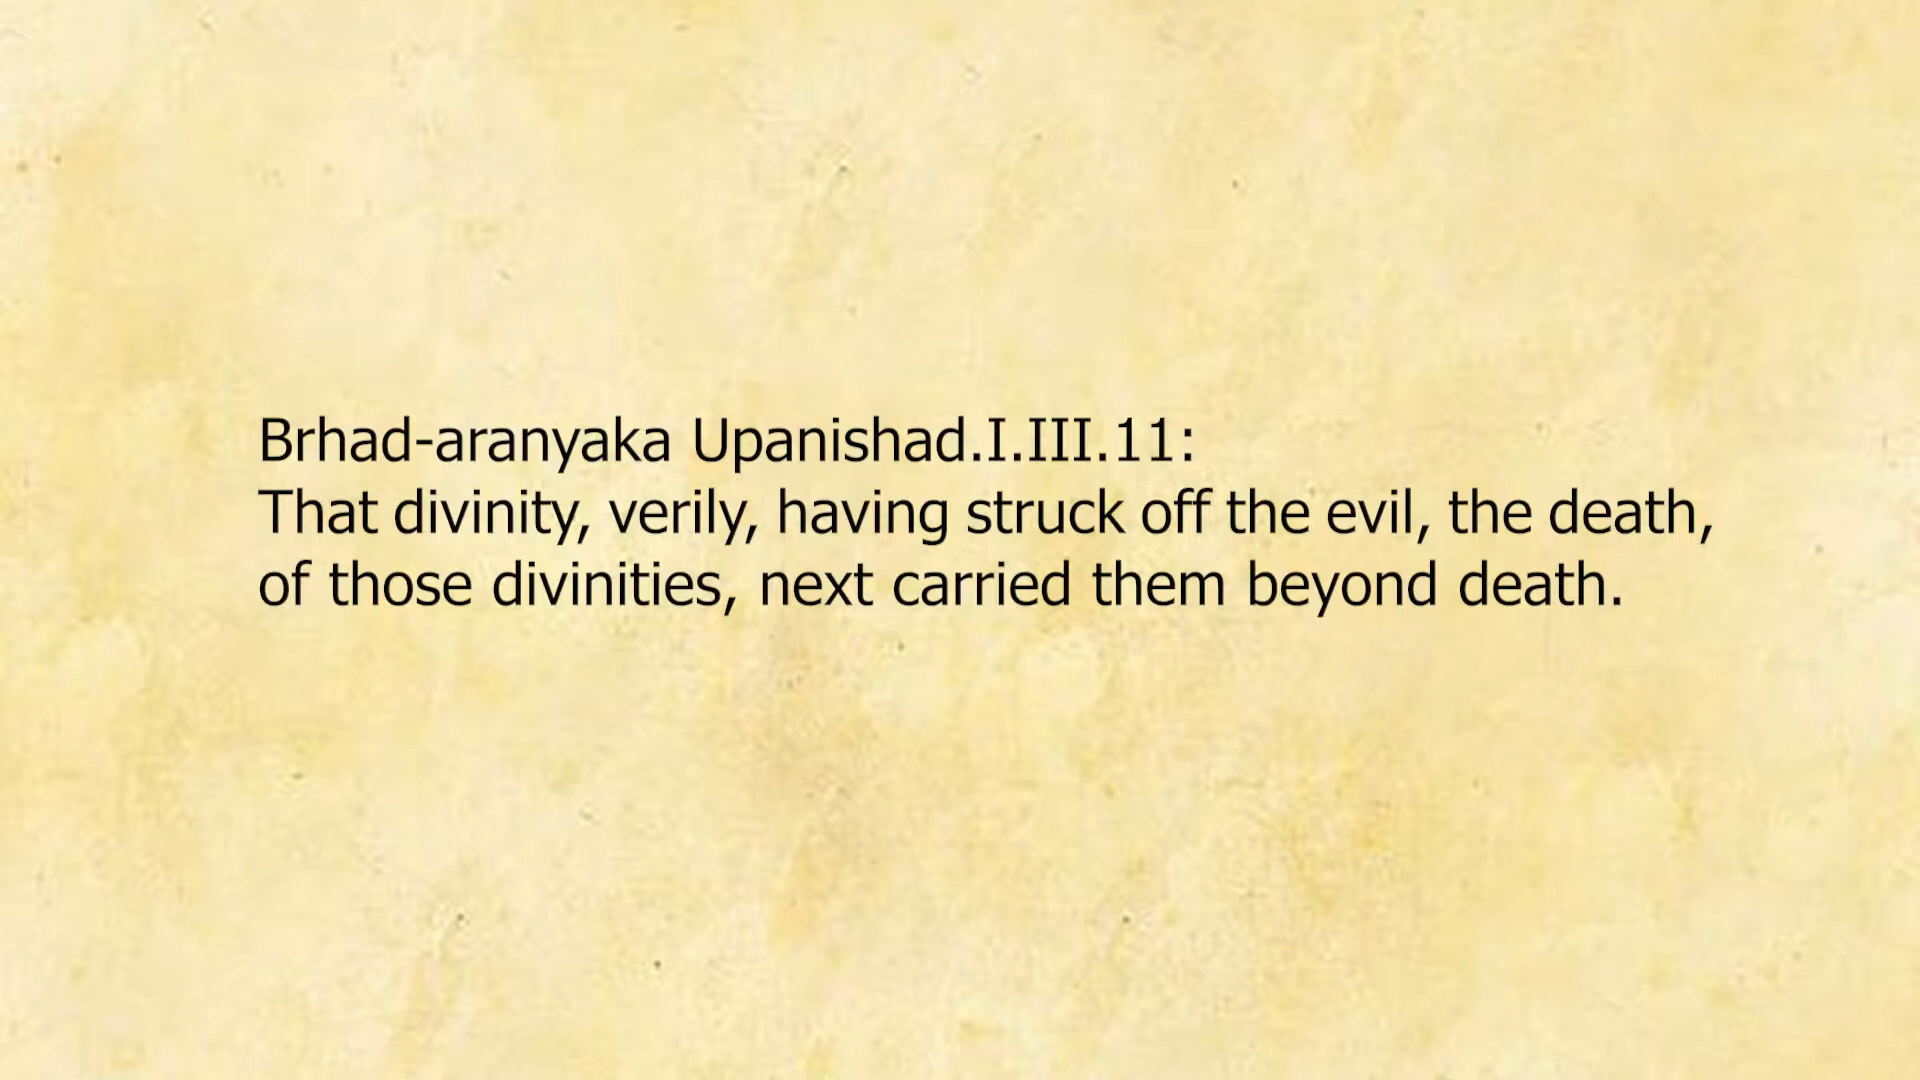 Brhad-aranyaka Upanishad.I.III.11:
That divinity, verily, having struck off the evil, the death,
of those divinities, next carried them beyond death.